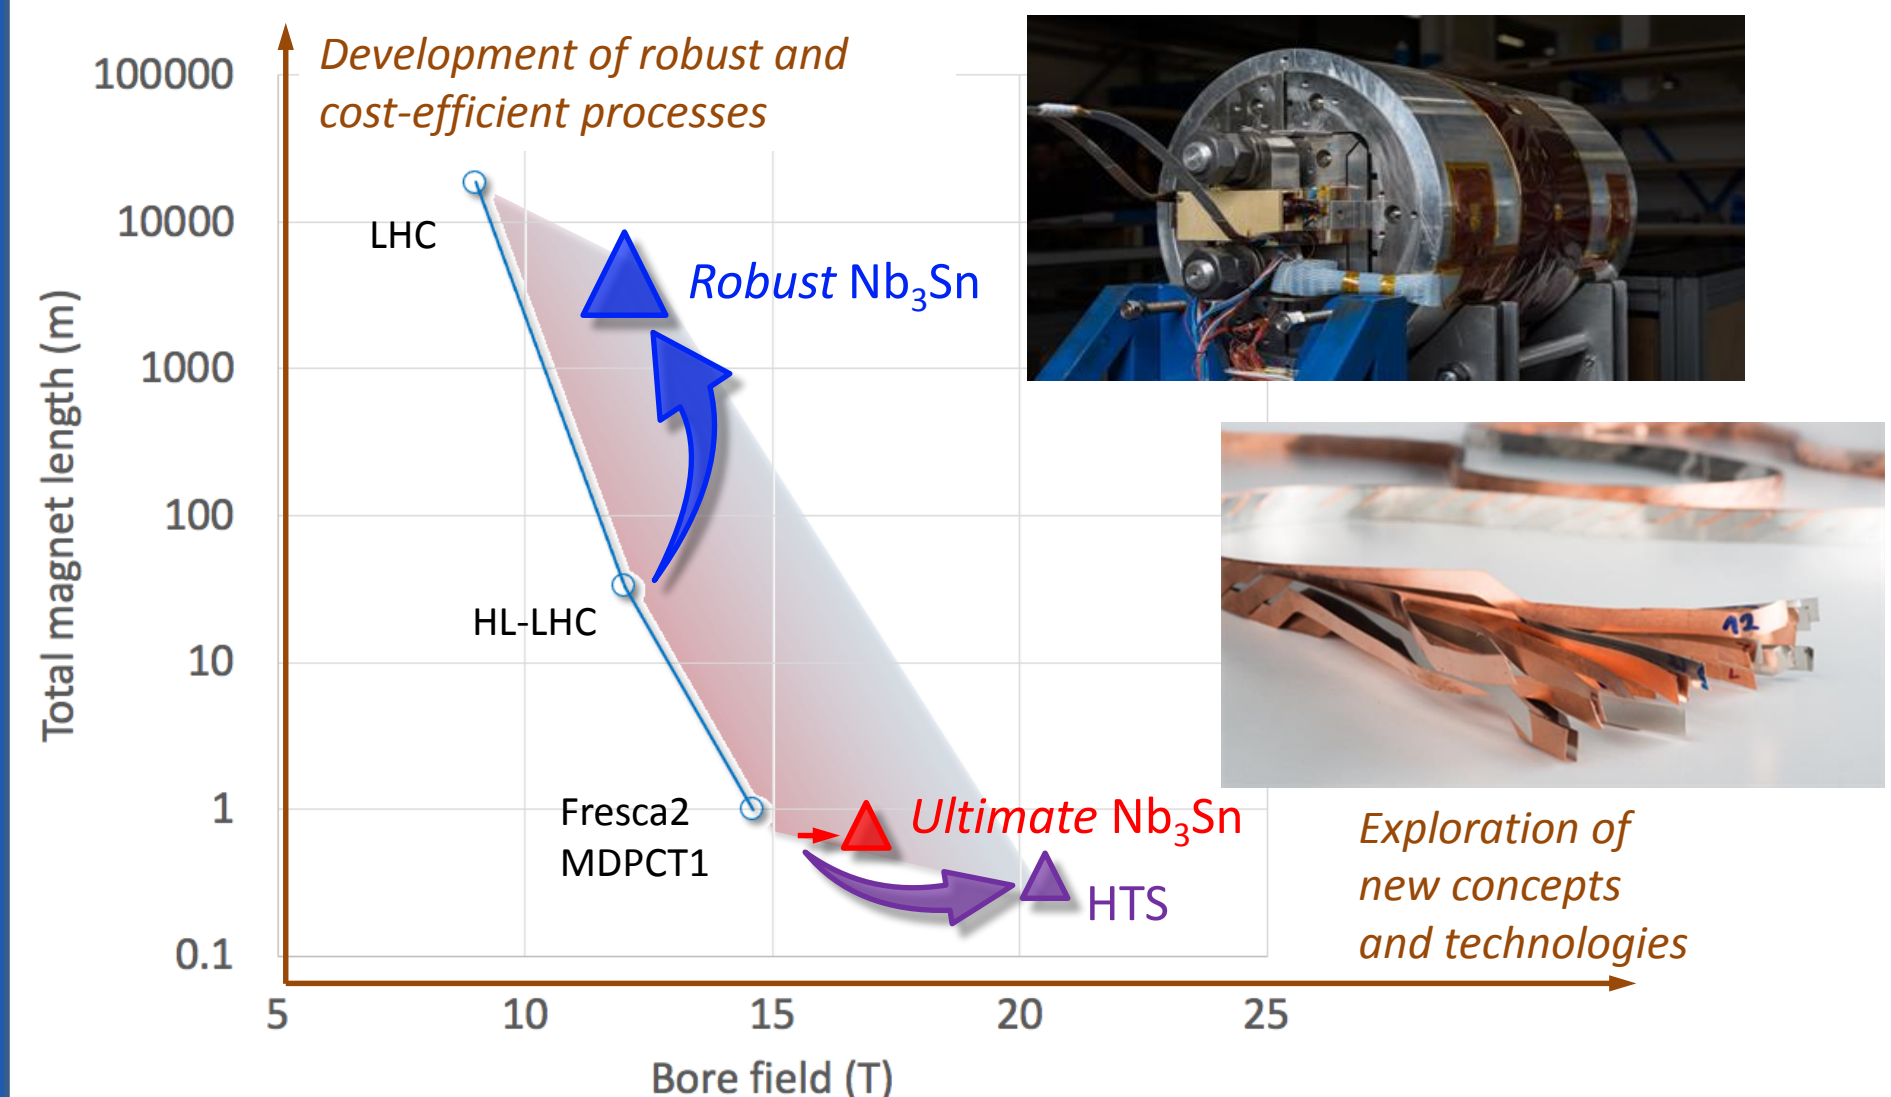 Development of robust and
cost-efficient processes
100000
10000
1000
100
10
1
0.1
Total magnet length (m)
LHC
Robust Nb₃Sn
HL-LHC
Fresca2
MDPCT1
Ultimate Nb₃Sn
HTS
12
Exploration of
new concepts
and technologies
5 10 15 20 25
Bore field (T)